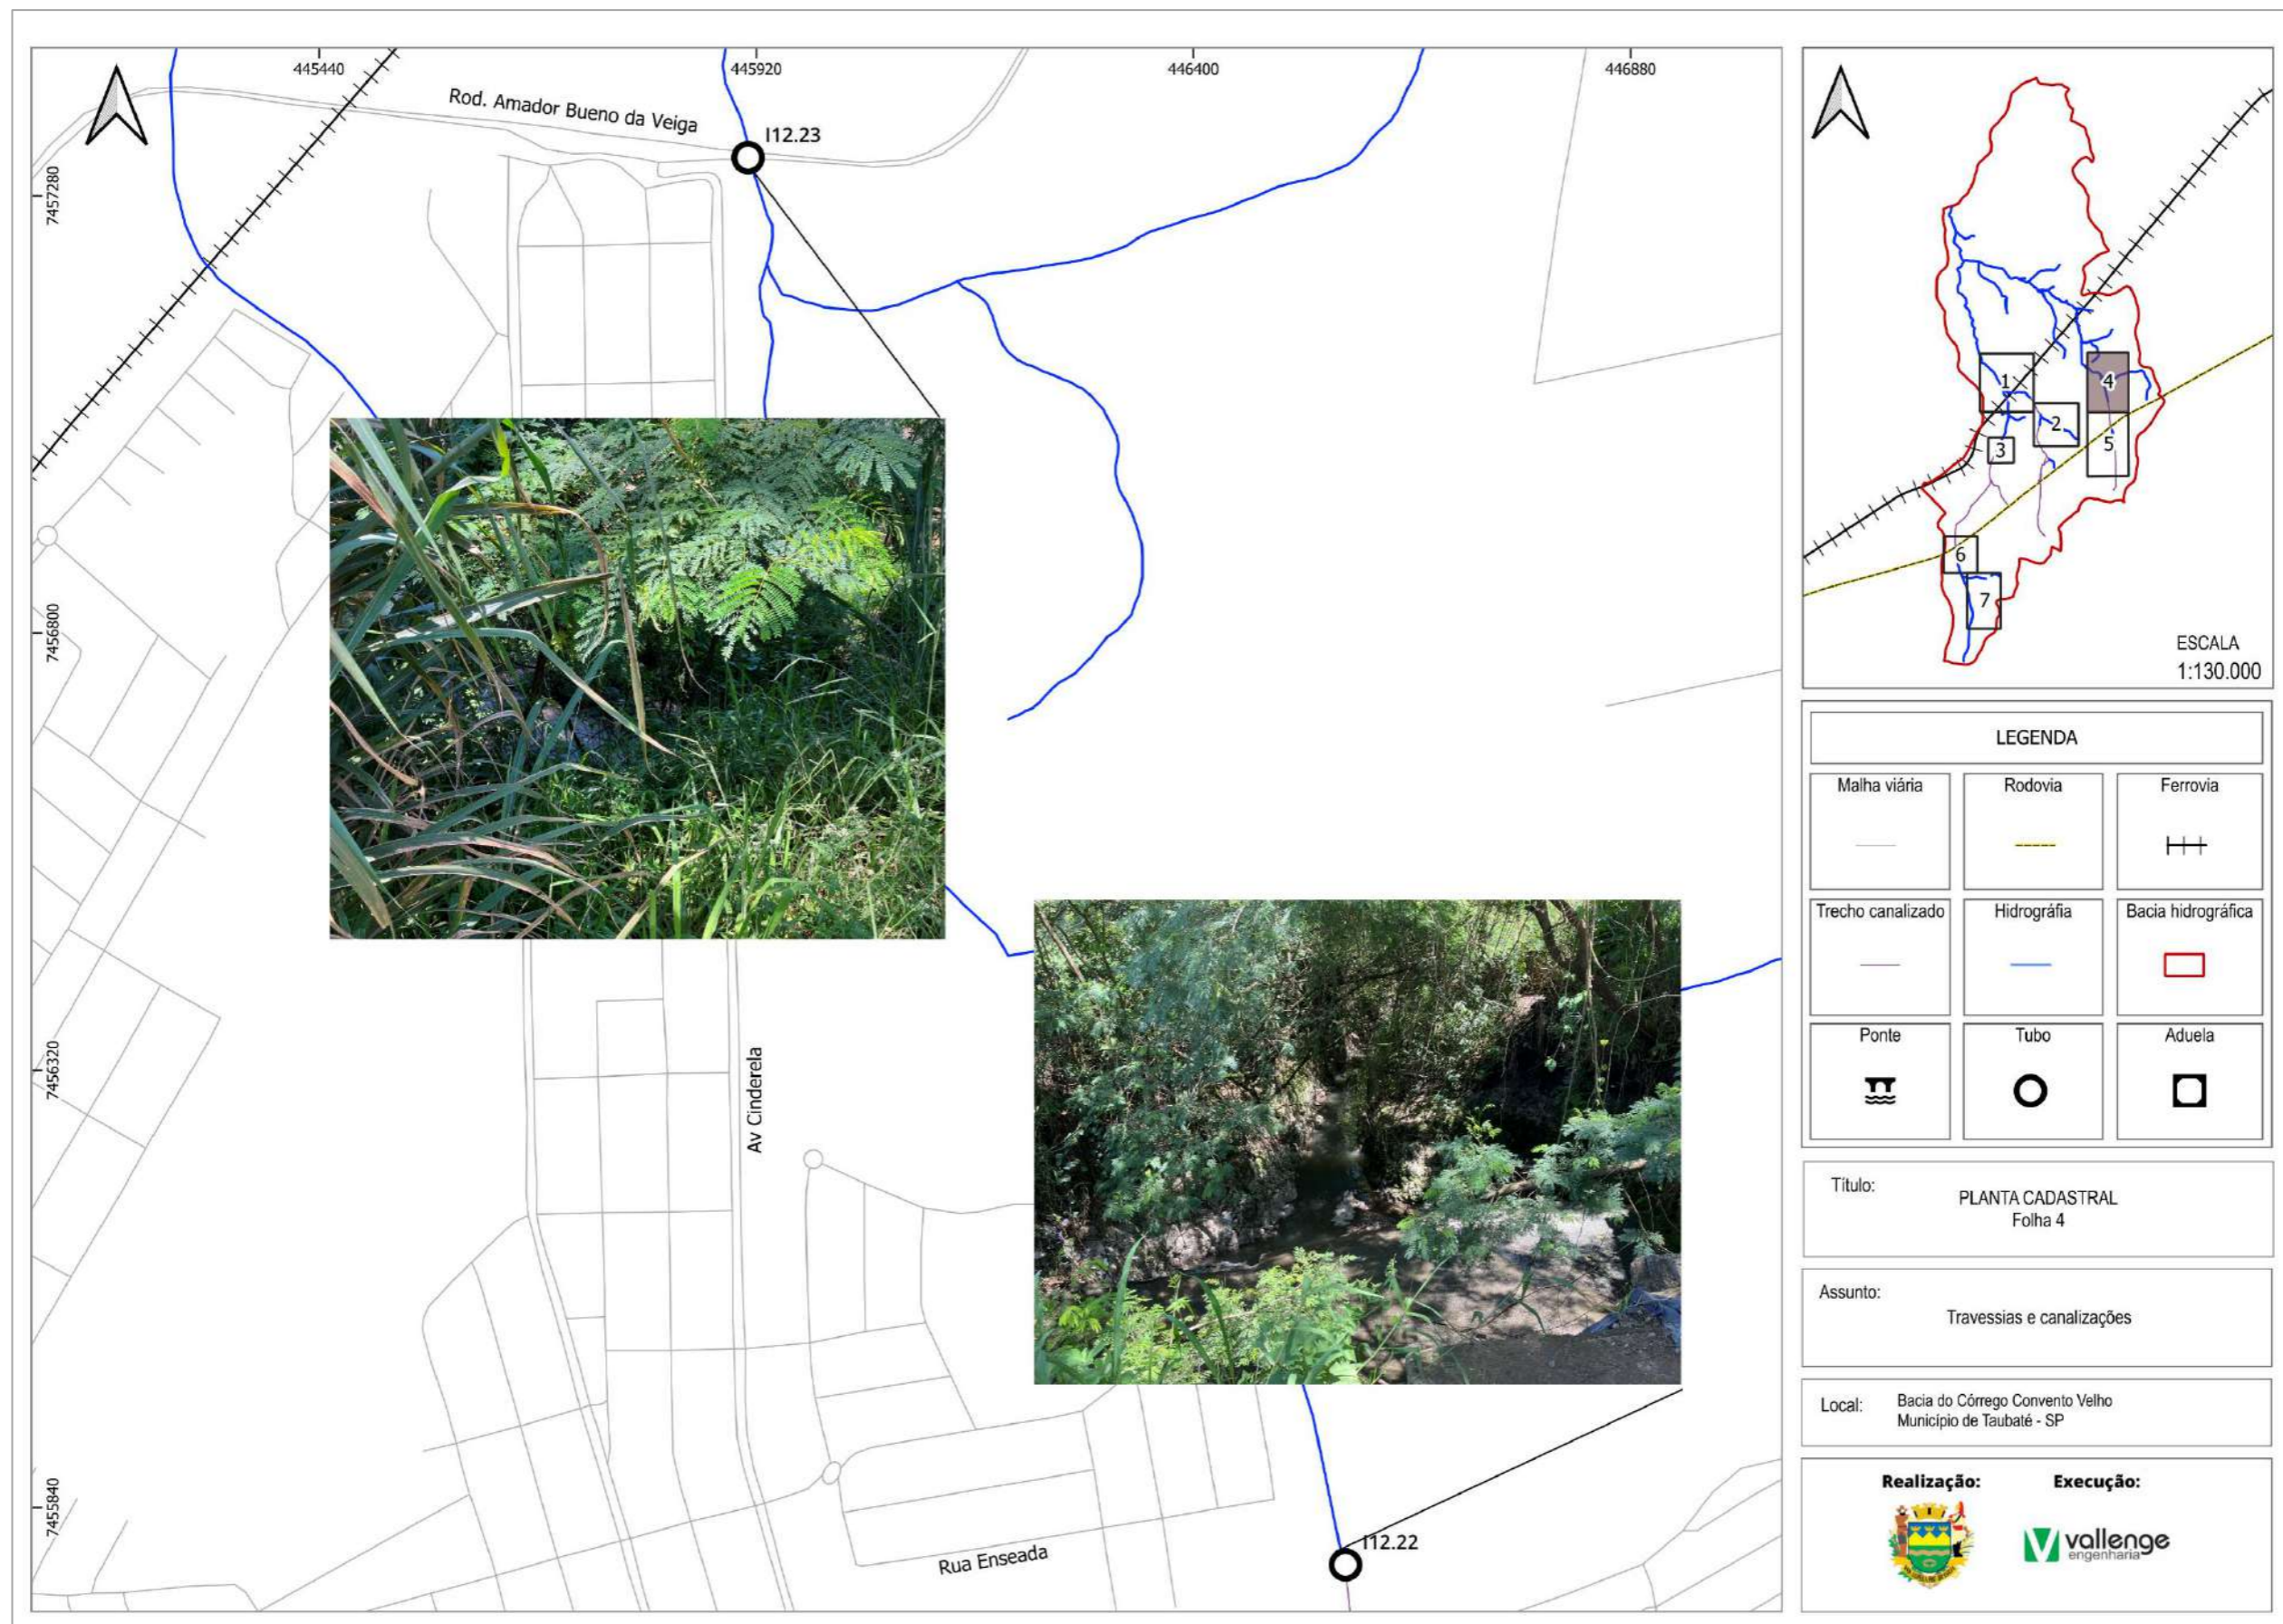 445440
445920
446400
446880
Rod. Amador Bueno da Veiga
I12.23
7457280
7456800
7456320
7455840
Av Cinderela
Rua Enseada
I12.22
1
2
3
4
5
6
7
ESCALA
1:130.000
LEGENDA
Malha viária
Rodovia
Ferrovia
Trecho canalizado
Hidrográfia
Bacia hidrográfica
Ponte
Tubo
Aduela
Título:
PLANTA CADASTRAL
Folha 4
Assunto:
Travessias e canalizações
Local:
Bacia do Córrego Convento Velho
Município de Taubaté - SP
Realização:
Execução:
vallenge
engenharia